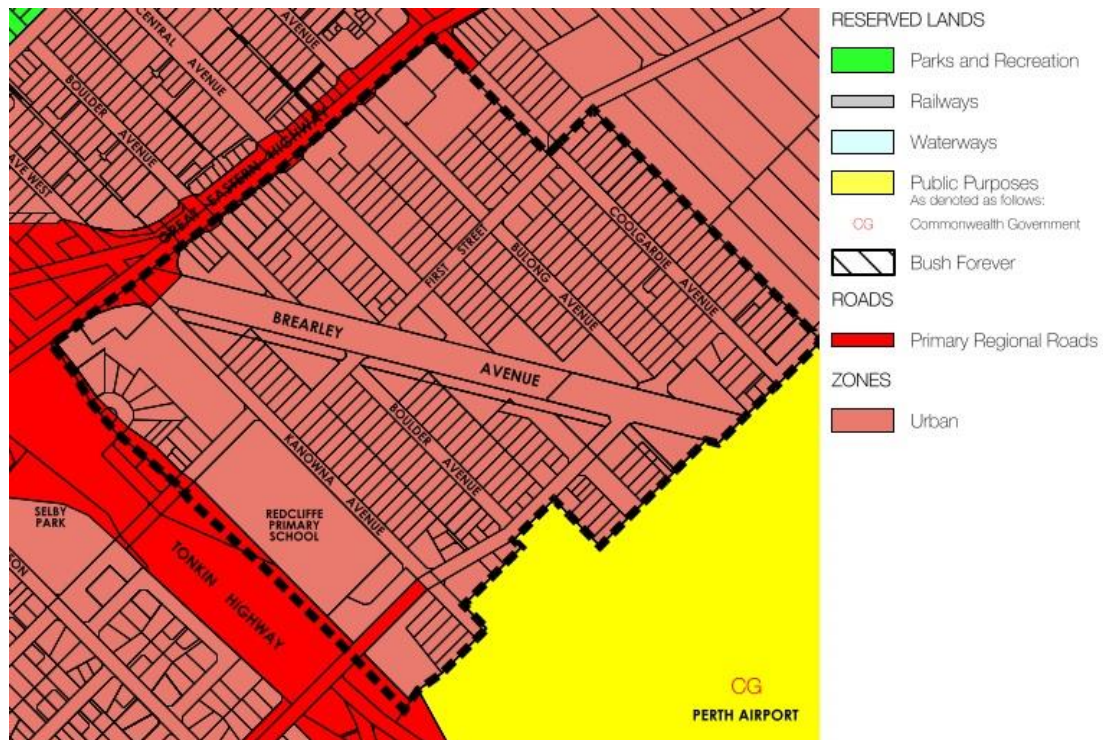 CENTRAL AVENUE
AVENUE
BOULDER AVENUE
AVE WEST
GREAT EASTERN HIGHWAY
FIRST STREET
COOLGARDIE AVENUE
BULONG AVENUE
BREARLEY AVENUE
BOULDER AVENUE
KANOWNA AVENUE
SELBY
PARK
REDCLIFFE
PRIMARY
SCHOOL
TONKIN HIGHWAY
CG
PERTH AIRPORT
RESERVED LANDS
Parks and Recreation
Railways
Waterways
Public Purposes
As denoted as follows:
CG Commonwealth Government
Bush Forever
ROADS
Primary Regional Roads
ZONES
Urban